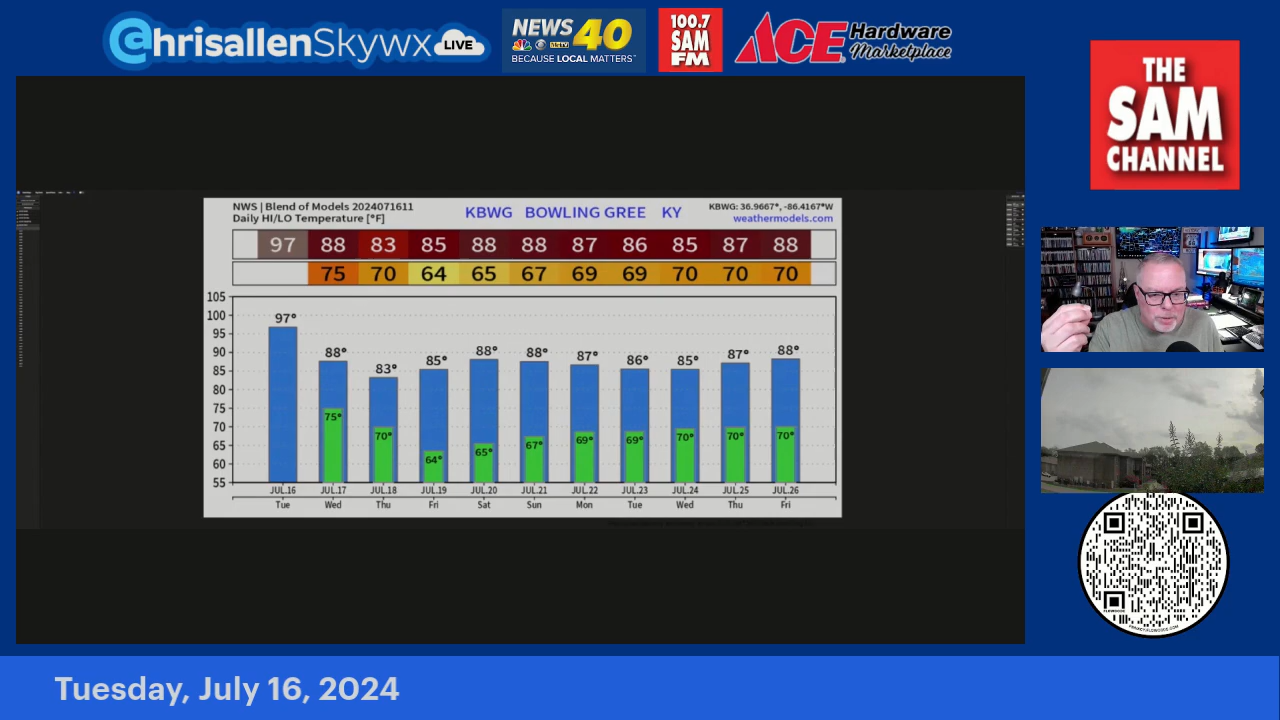 @hrisallenSkywx LIVE
NEWS 40
BECAUSE LOCAL MATTERS
100.7
SAM
FM
ACE Hardware
Marketplace
THE
SAM
CHANNEL
NWS | Blend of Models 2024071611
Daily HI/LO Temperature [°F]
KBWG BOWLING GREE KY
KBWG: 36.9667°, -86.4167°W
weathermodels.com
97 88 83 85 88 88 87 86 85 87 88
75 70 64 65 67 69 69 70 70 70
105
100
95
90
85
80
75
70
65
60
55
97° 88° 83° 85° 88° 88° 87° 86° 85° 87° 88°
75° 70° 64° 65° 67° 69° 69° 70° 70° 70°
JUL.16 JUL.17 JUL.18 JUL.19 JUL.20 JUL.21 JUL.22 JUL.23 JUL.24 JUL.25 JUL.26
Tue Wed Thu Fri Sat Sun Mon Tue Wed Thu Fri
Tuesday, July 16, 2024